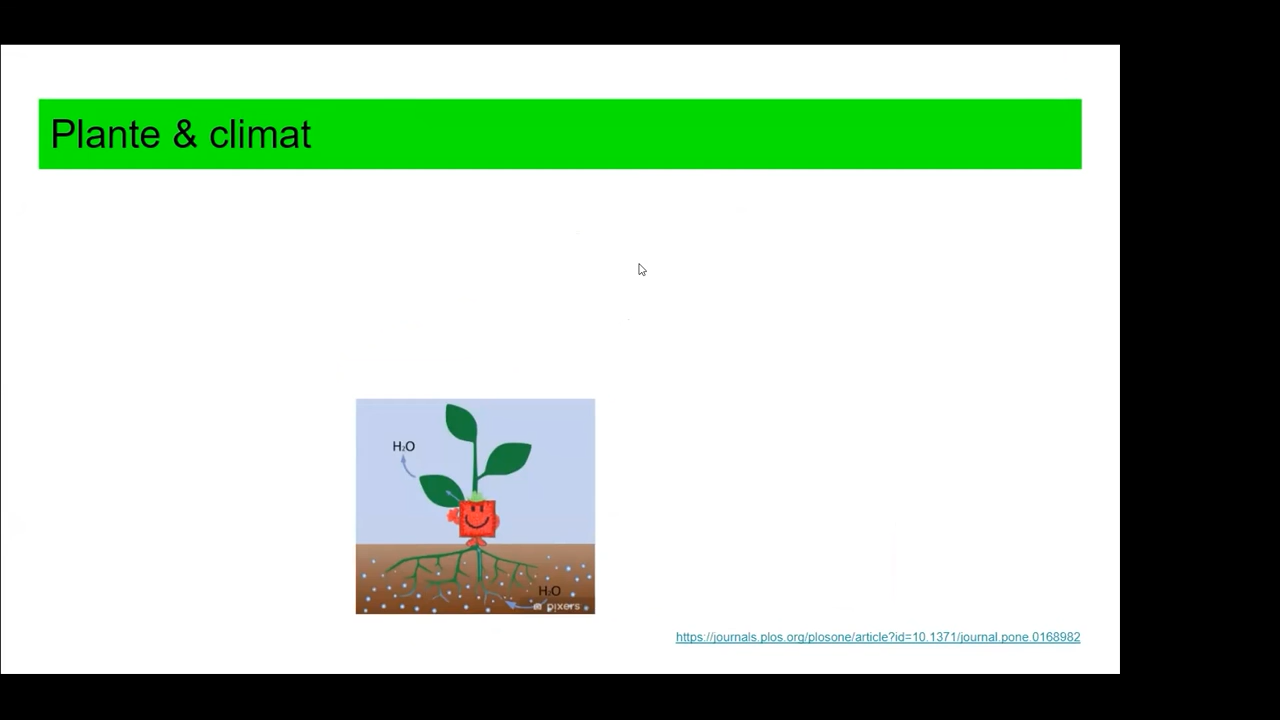 Plante & climat
H₂O
H₂O
pixers
https://journals.plos.org/plosone/article?id=10.1371/journal.pone.0168982